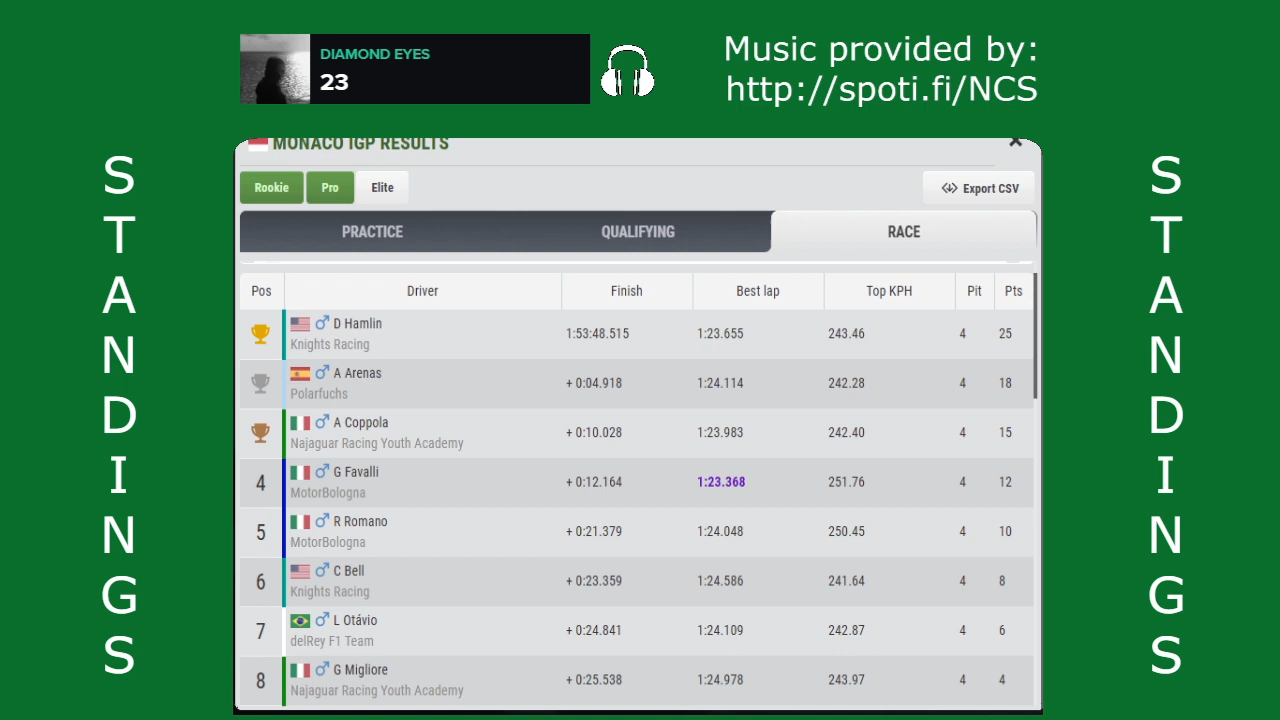 DIAMOND EYES
23
Music provided by:
http://spoti.fi/NCS
STANDINGS
STANDINGS
MONACO IGP RESULTS
Rookie Pro Elite Export CSV
PRACTICE QUALIFYING RACE
Pos Driver Finish Best lap Top KPH Pit Pts
D Hamlin 1:53:48.515 1:23.655 243.46 4 25
Knights Racing
A Arenas + 0:04.918 1:24.114 242.28 4 18
Polarfuchs
A Coppola + 0:10.028 1:23.983 242.40 4 15
Najaguar Racing Youth Academy
4 G Favalli + 0:12.164 1:23.368 251.76 4 12
MotorBologna
5 R Romano + 0:21.379 1:24.048 250.45 4 10
MotorBologna
6 C Bell + 0:23.359 1:24.586 241.64 4 8
Knights Racing
7 L Otávio + 0:24.841 1:24.109 242.87 4 6
delRey F1 Team
8 G Migliore + 0:25.538 1:24.978 243.97 4 4
Najaguar Racing Youth Academy